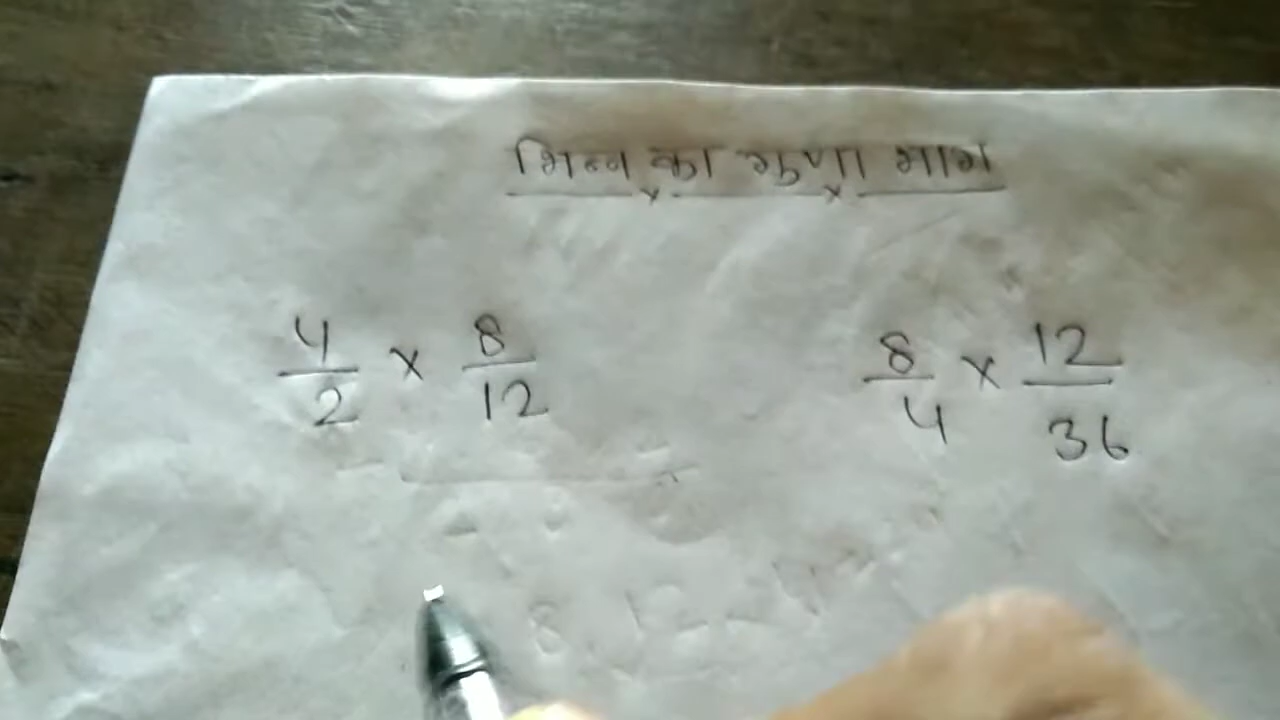 भिन्न का गुणा भाग
4/2 × 8/12    8/4 × 12/36